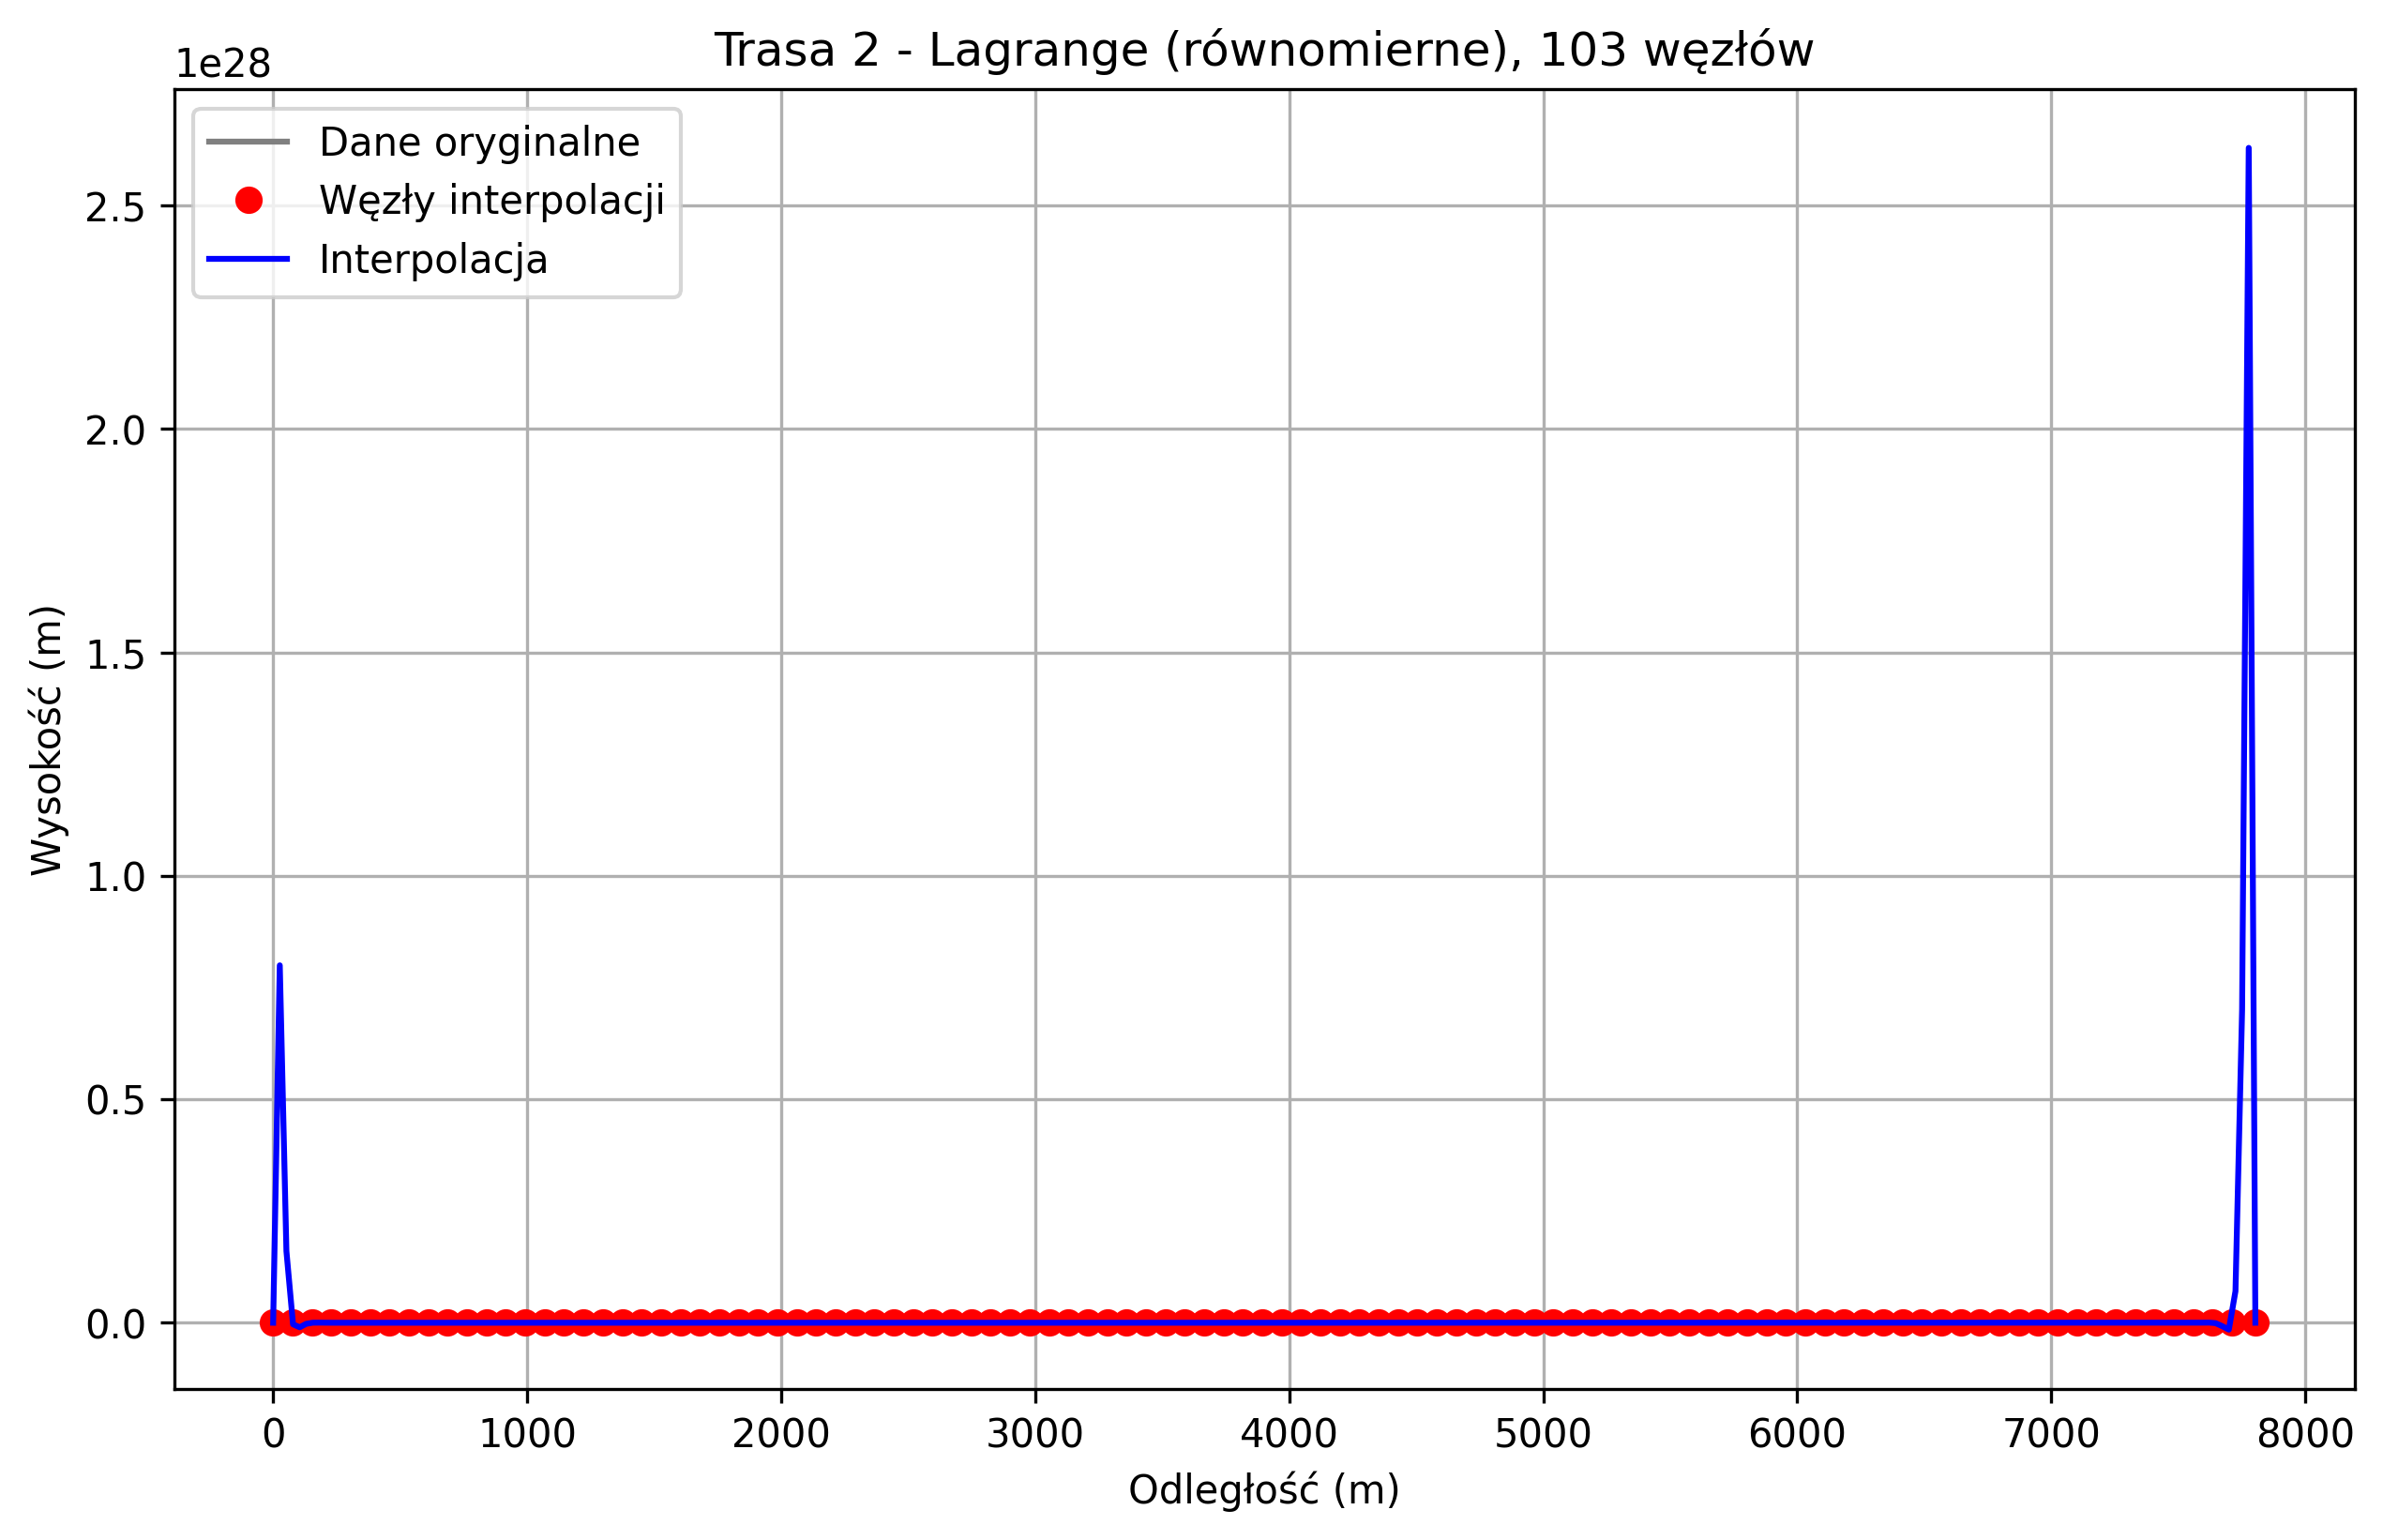 Trasa 2 - Lagrange (równomierne), 103 węzłów
1e28
Dane oryginalne
Węzły interpolacji
Interpolacja
2.5
2.0
1.5
1.0
0.5
0.0
Wysokość (m)
0 1000 2000 3000 4000 5000 6000 7000 8000
Odległość (m)